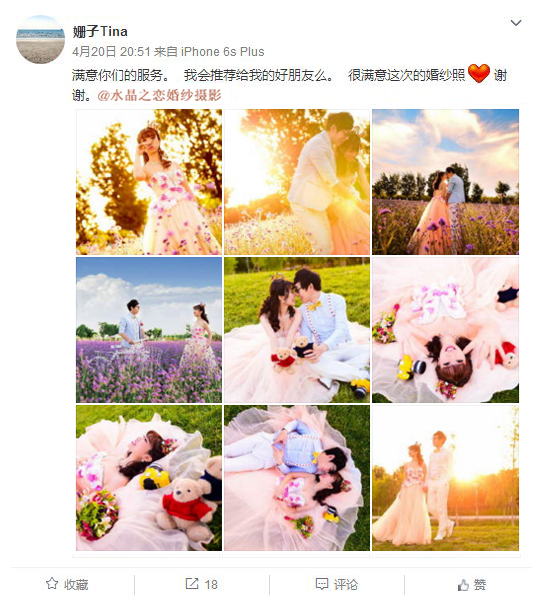 姗子Tina
4月20日 20:51 来自 iPhone 6s Plus
满意你们的服务。 我会推荐给我的好朋友么。 很满意这次的婚纱照 谢
谢。@水晶之恋婚纱摄影
收藏
18
评论
赞